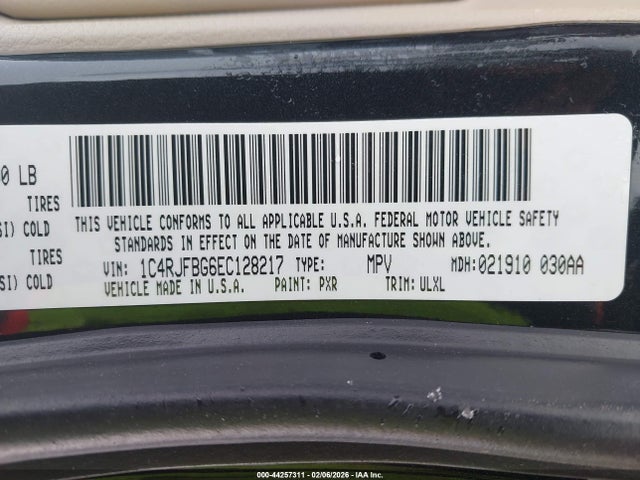 0 LB
TIRES
SI) COLD
TIRES
SI) COLD
THIS VEHICLE CONFORMS TO ALL APPLICABLE U.S.A. FEDERAL MOTOR VEHICLE SAFETY
STANDARDS IN EFFECT ON THE DATE OF MANUFACTURE SHOWN ABOVE.
VIN: 1C4RJFBG6EC128217 TYPE: MPV MDH:021910 030AA
VEHICLE MADE IN U.S.A. PAINT: PXR TRIM: ULXL
000-44257311 - 02/06/2026 - IAA Inc.